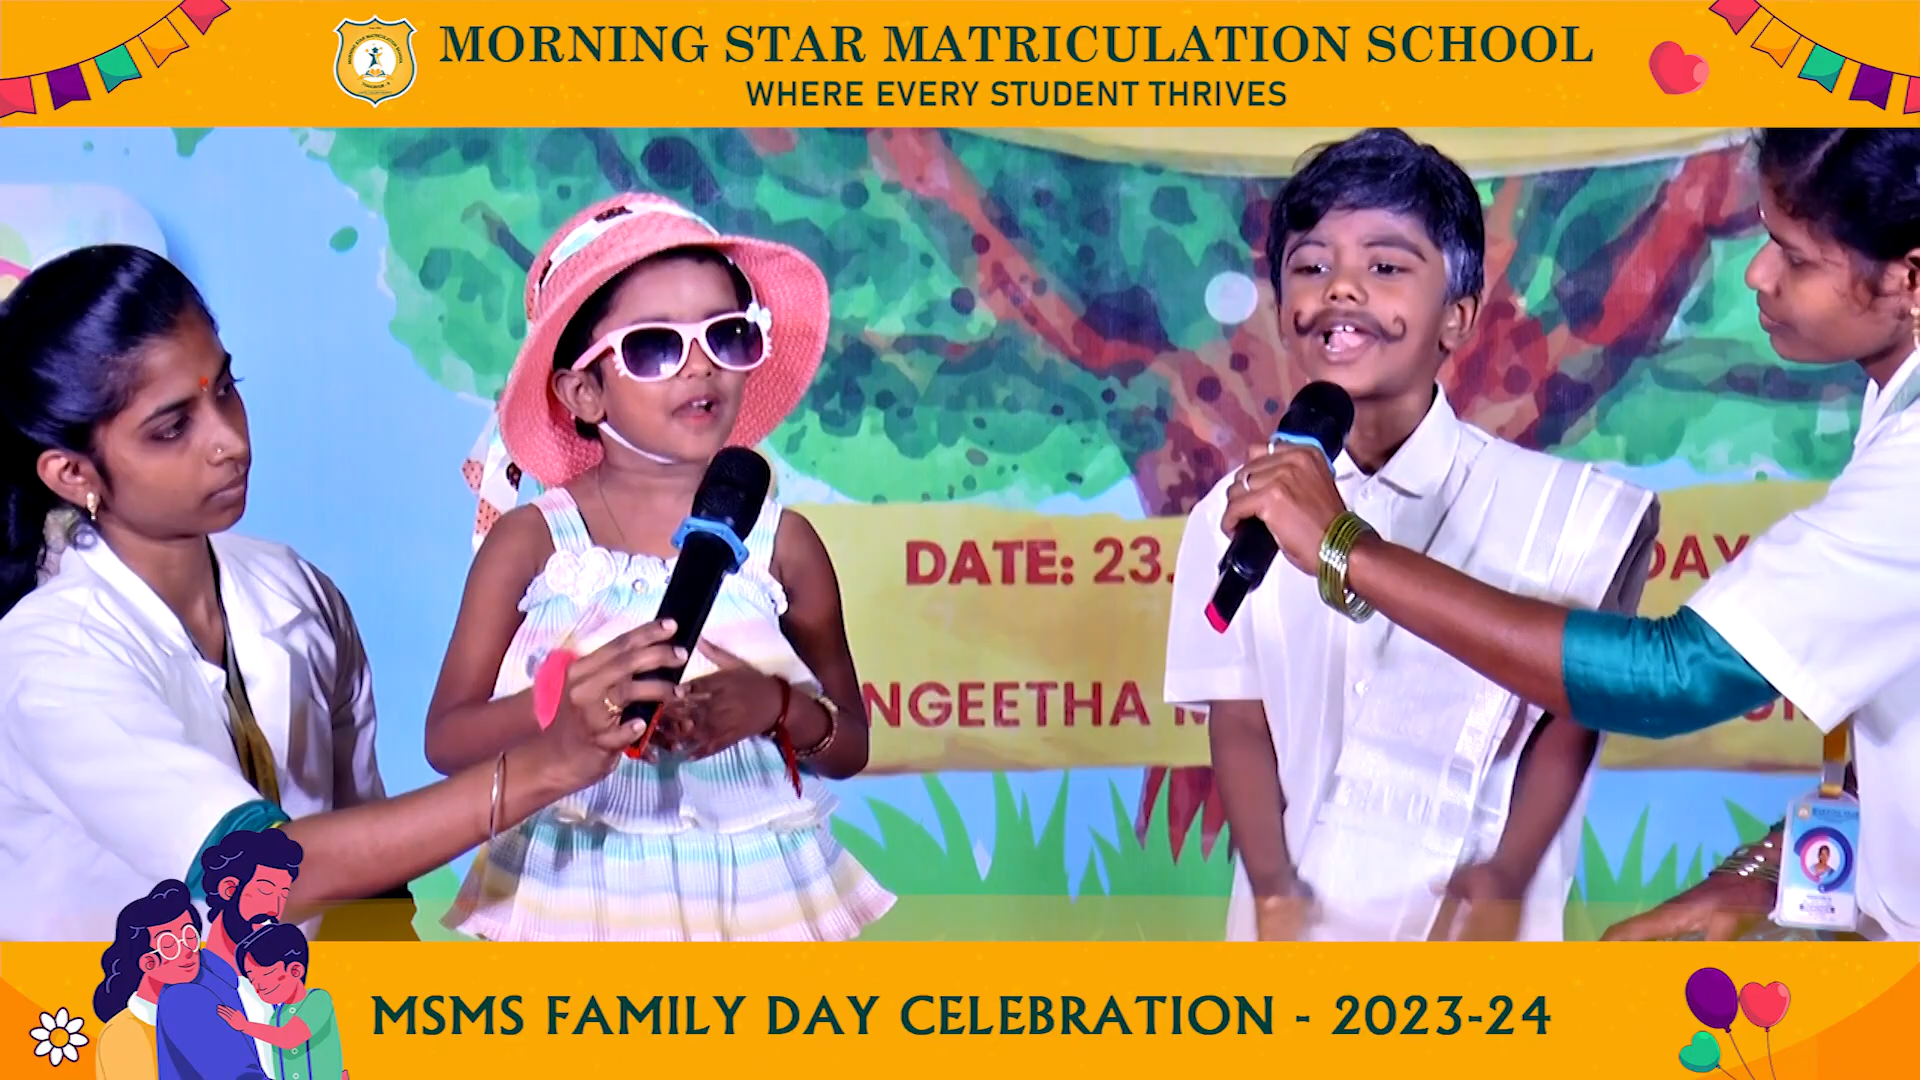 MORNING STAR MATRICULATION SCHOOL
WHERE EVERY STUDENT THRIVES
DATE: 23. DAY
NGEETHA M
MSMS FAMILY DAY CELEBRATION - 2023-24